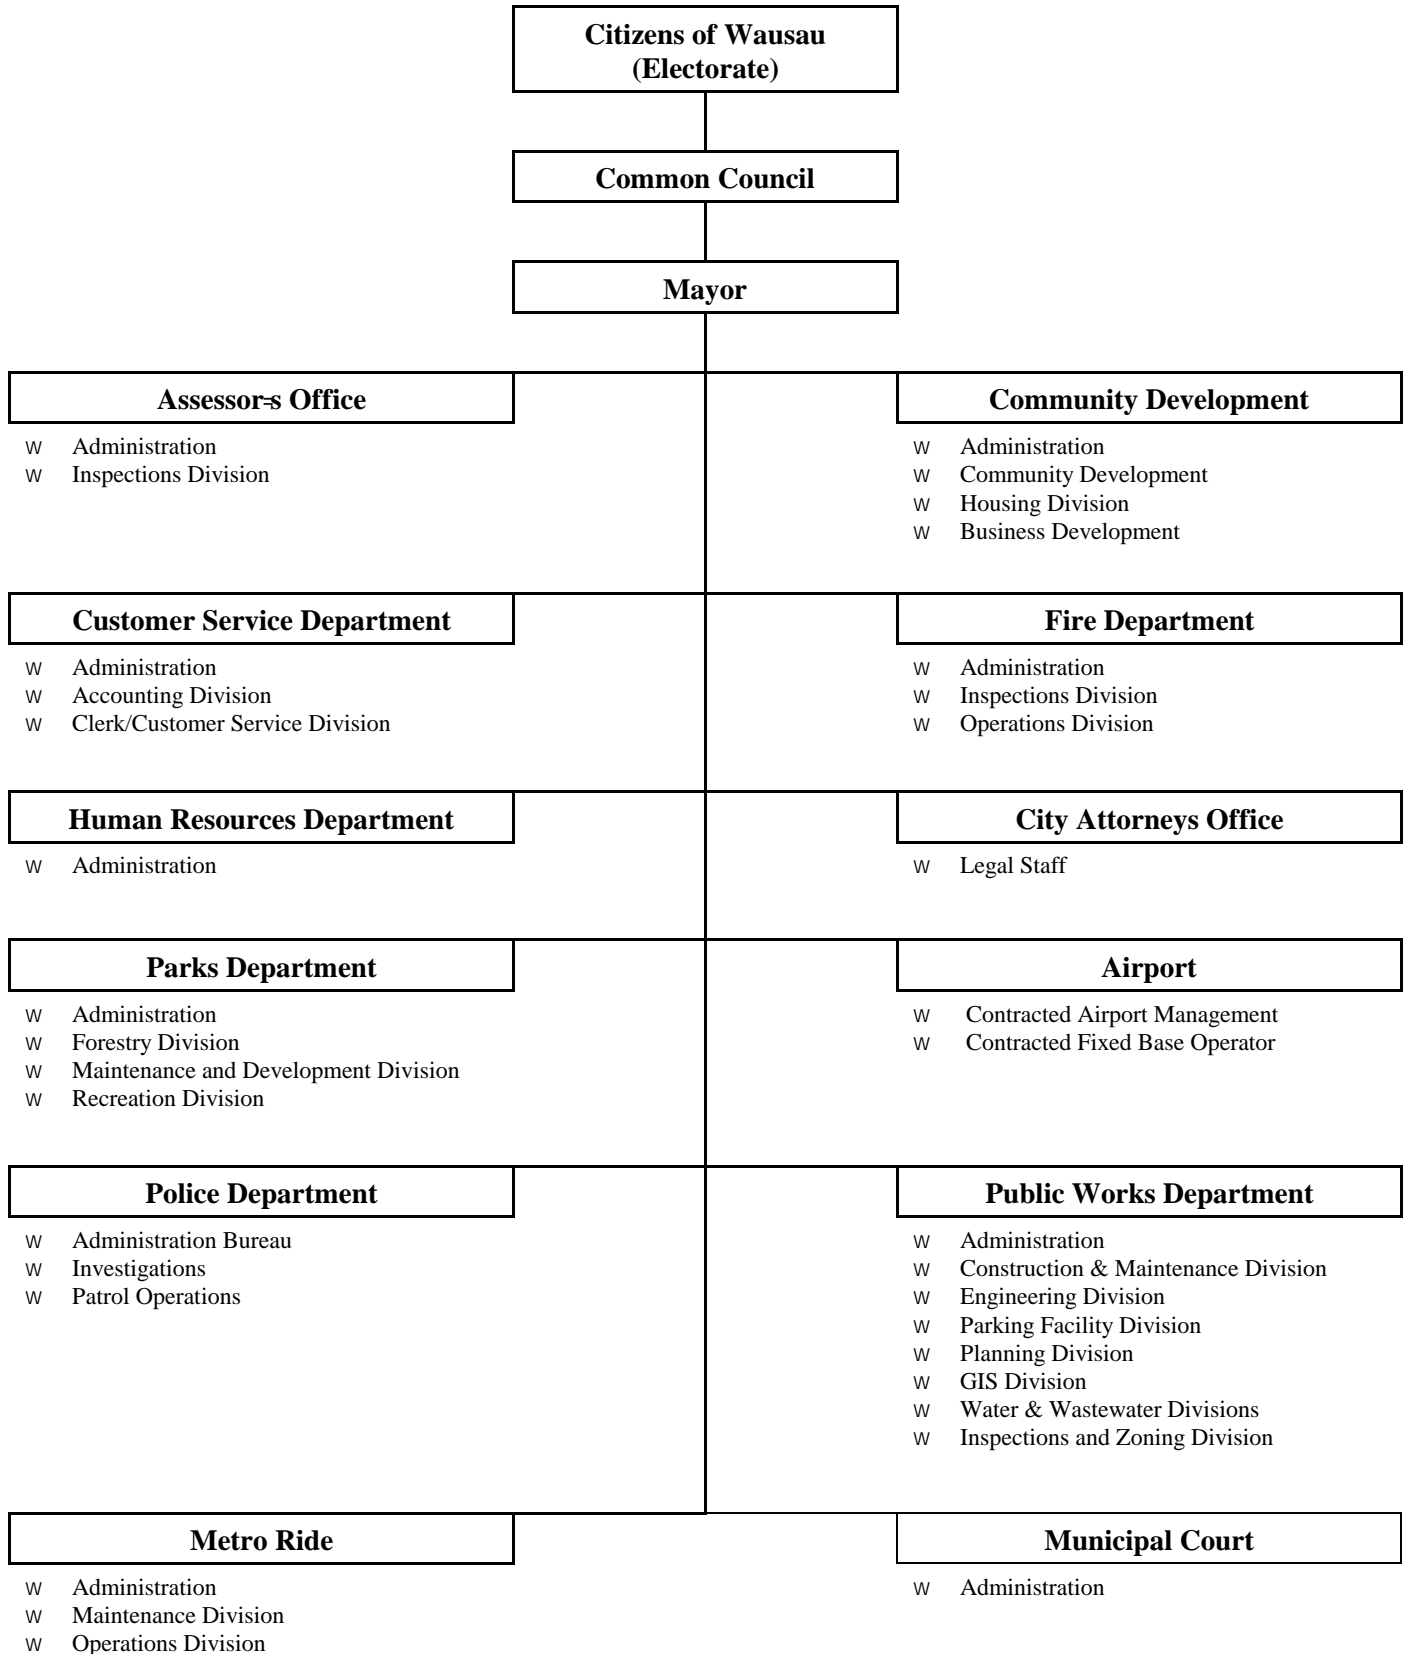 Citizens of Wausau
(Electorate)
Common Council
Mayor
Assessor=s Office
W Administration
W Inspections Division
Community Development
W Administration
W Community Development
W Housing Division
W Business Development
Customer Service Department
W Administration
W Accounting Division
W Clerk/Customer Service Division
Fire Department
W Administration
W Inspections Division
W Operations Division
Human Resources Department
W Administration
City Attorneys Office
W Legal Staff
Parks Department
W Administration
W Forestry Division
W Maintenance and Development Division
W Recreation Division
Airport
W Contracted Airport Management
W Contracted Fixed Base Operator
Police Department
W Administration Bureau
W Investigations
W Patrol Operations
Public Works Department
W Administration
W Construction & Maintenance Division
W Engineering Division
W Parking Facility Division
W Planning Division
W GIS Division
W Water & Wastewater Divisions
W Inspections and Zoning Division
Metro Ride
W Administration
W Maintenance Division
W Operations Division
Municipal Court
W Administration